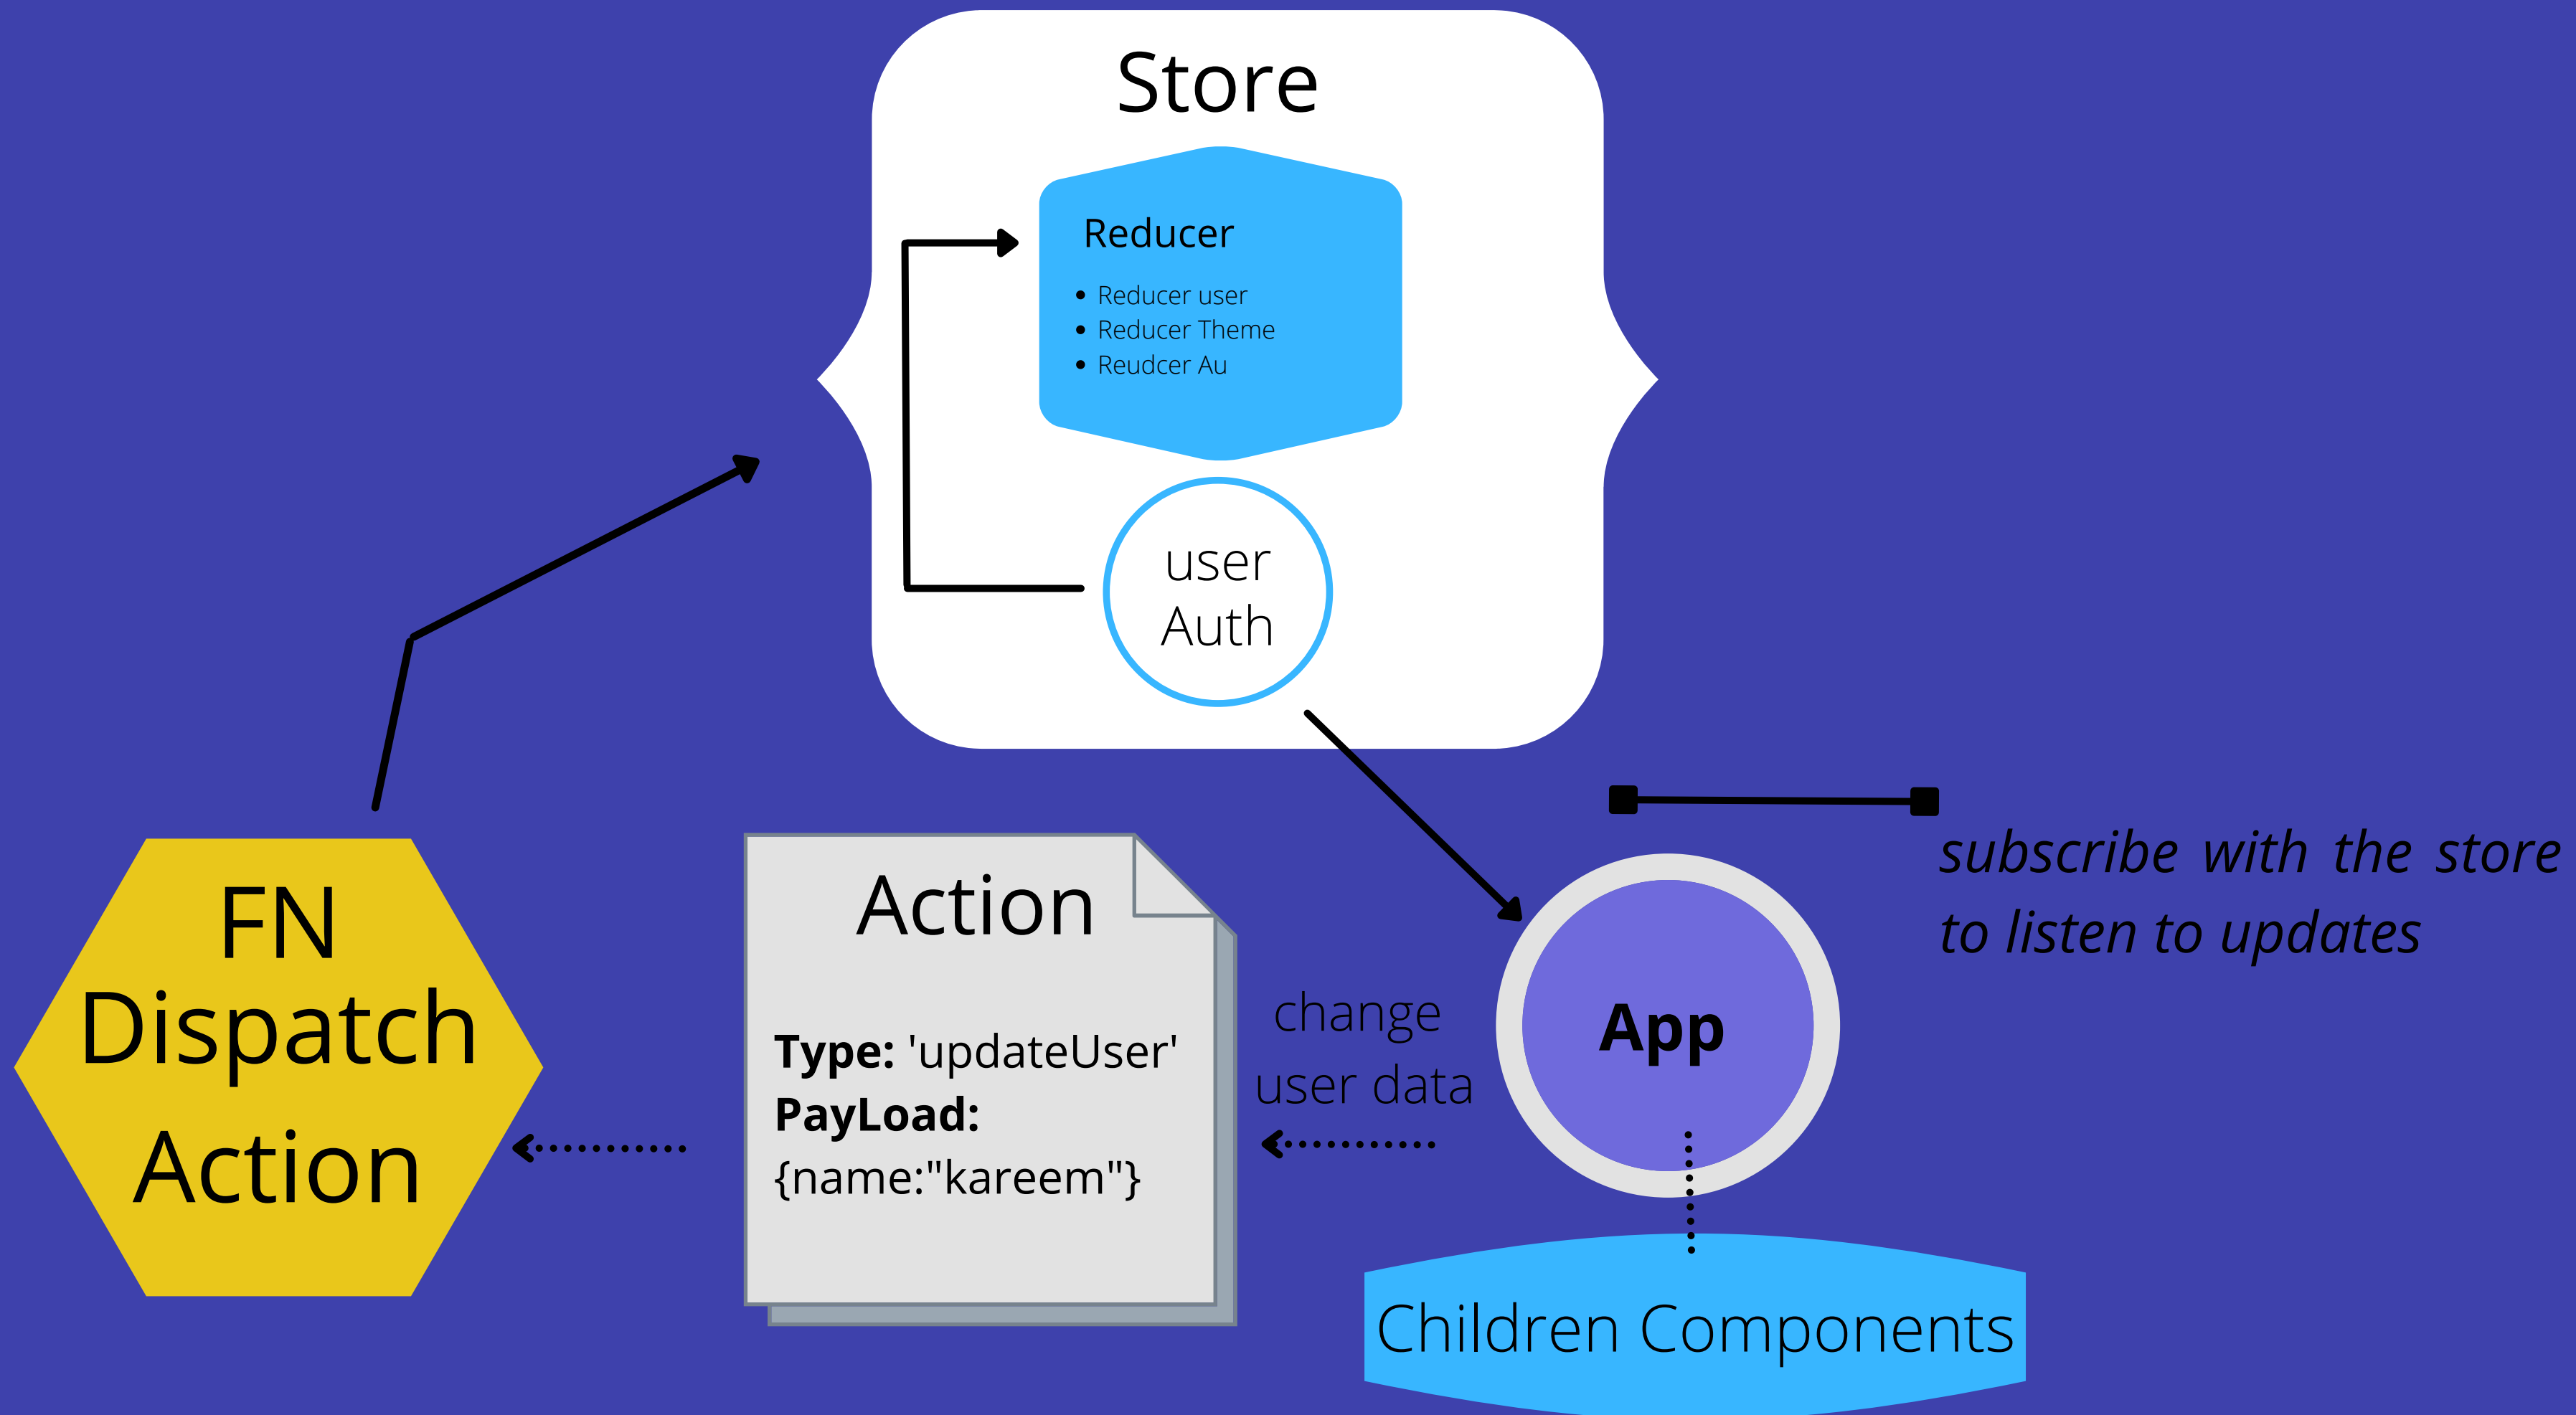 Store
Reducer
Reducer user
Reducer Theme
Reudcer Au
user
Auth
FN
Dispatch
Action
Action
Type: 'updateUser'
PayLoad:
{name:"kareem"}
change
user data
App
subscribe with the store
to listen to updates
Children Components